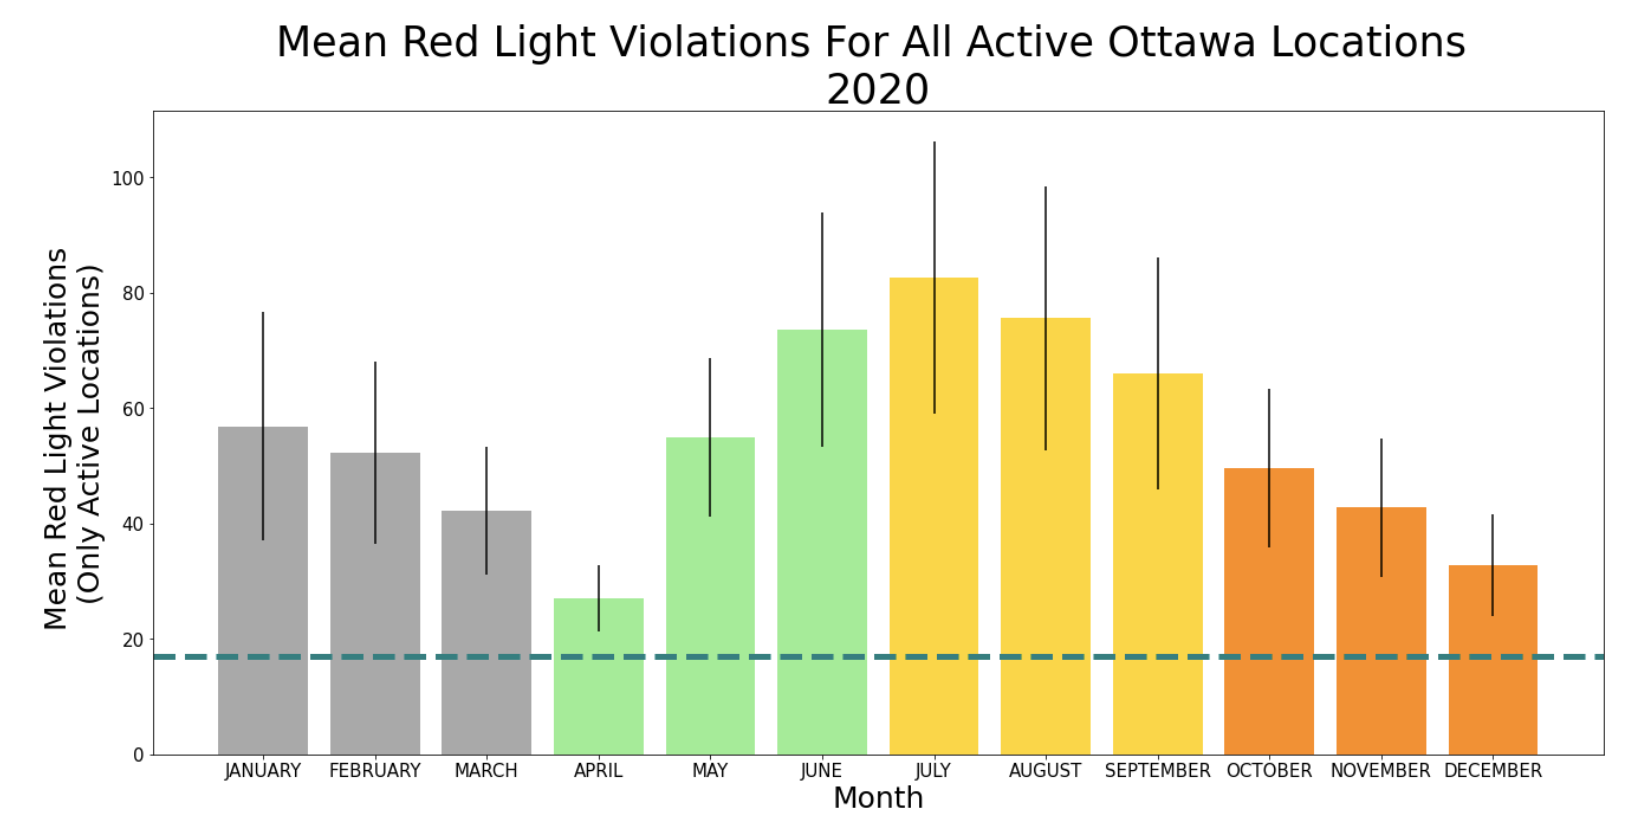 Mean Red Light Violations For All Active Ottawa Locations
2020
Mean Red Light Violations
(Only Active Locations)
100
80
60
40
20
0
JANUARY FEBRUARY MARCH APRIL MAY JUNE JULY AUGUST SEPTEMBER OCTOBER NOVEMBER DECEMBER
Month